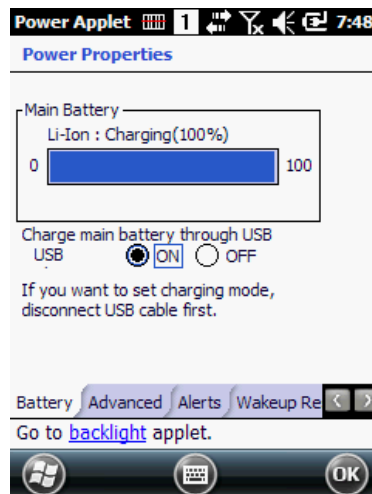 Power Applet 1 7:48
Power Properties
Main Battery
Li-Ion : Charging(100%)
0 100
Charge main battery through USB
USB ON OFF
If you want to set charging mode,
disconnect USB cable first.
Battery Advanced Alerts Wakeup Re
Go to backlight applet.
OK